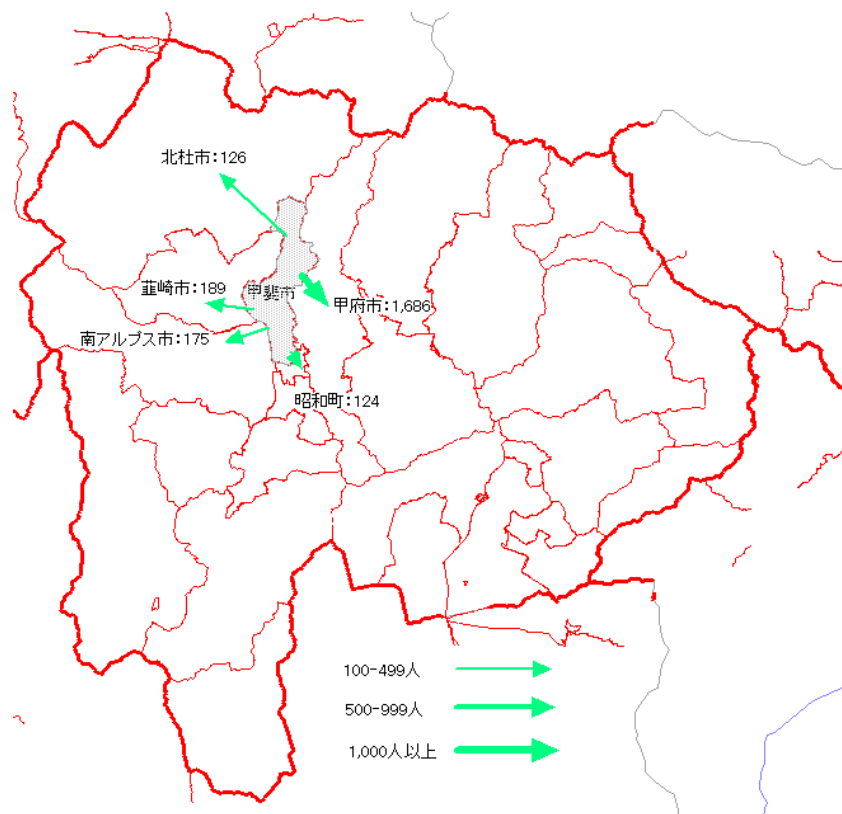 北杜市：126
韮崎市：189
甲斐市
甲府市：1,686
南アルプス市：175
昭和町：124
100-499人
500-999人
1,000人以上